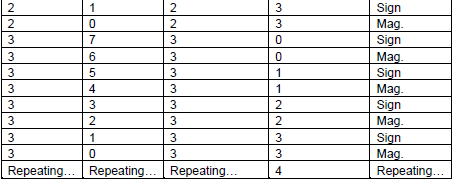 2 1 2 3 Sign
2 0 2 3 Mag.
3 7 3 0 Sign
3 6 3 0 Mag.
3 5 3 1 Sign
3 4 3 1 Mag.
3 3 3 2 Sign
3 2 3 2 Mag.
3 1 3 3 Sign
3 0 3 3 Mag.
Repeating… Repeating… Repeating… 4 Repeating…